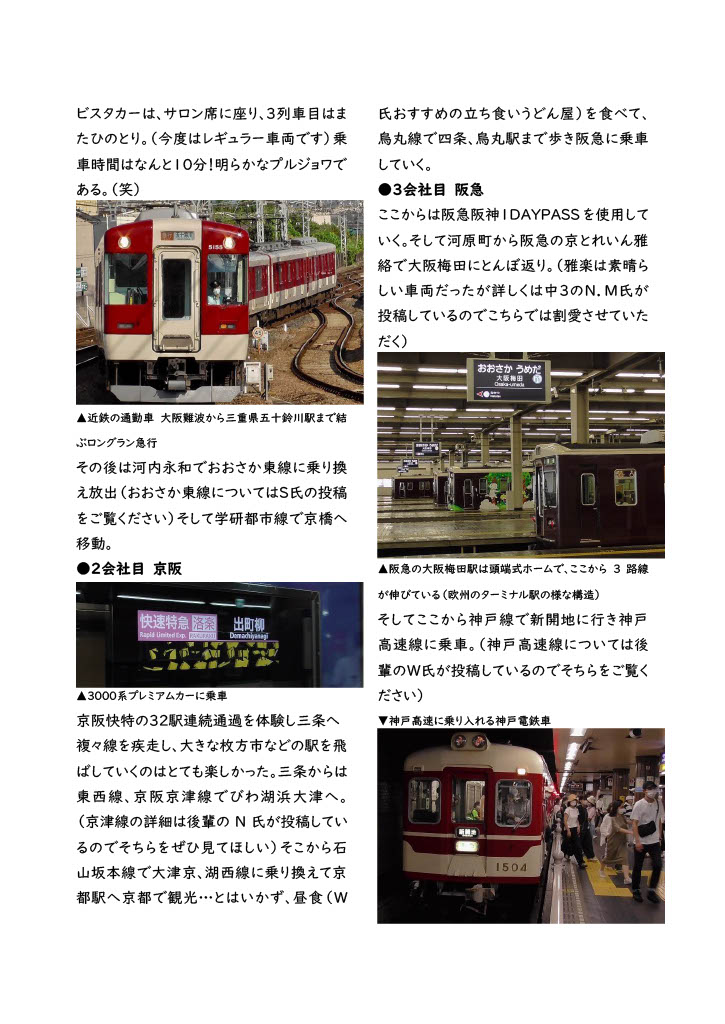 ビスタカーは、サロン席に座り、3列車目はま
たひのとり。（今度はレギュラー車両です）乗
車時間はなんと10分！明らかなプルジョワで
ある。（笑）
5155
▲近鉄の通勤車 大阪難波から三重県五十鈴川駅まで結
ぶロングラン急行
その後は河内永和でおおさか東線に乗り換
え放出（おおさか東線についてはS氏の投稿
をご覧ください）そして学研都市線で京橋へ
移動。
●2会社目 京阪
快速特急 洛楽 出町柳
Rapid Limited Exp. Demachiyanagi
▲3000系プレミアムカーに乗車
京阪快特の32駅連続通過を体験し三条へ
複々線を疾走し、大きな枚方市などの駅を飛
ばしていくのはとても楽しかった。三条からは
東西線、京阪京津線でびわ湖浜大津へ。
（京津線の詳細は後輩の N 氏が投稿してい
るのでそちらをぜひ見てほしい）そこから石
山坂本線で大津京、湖西線に乗り換えて京
都駅へ京都で観光…とはいかず、昼食（W
氏おすすめの立ち食いうどん屋）を食べて、
烏丸線で四条、烏丸駅まで歩き阪急に乗車
していく。
●3会社目 阪急
ここからは阪急阪神1DAYPASSを使用して
いく。そして河原町から阪急の京とれいん雅
絡で大阪梅田にとんぼ返り。（雅楽は素晴ら
しい車両だったが詳しくは中3のN．M氏が
投稿しているのでこちらでは割愛させていた
だく）
おおさか うめだ
大阪梅田
Osaka-umeda
▲阪急の大阪梅田駅は頭端式ホームで、ここから 3 路線
が伸びている（欧州のターミナル駅の様な構造）
そしてここから神戸線で新開地に行き神戸
高速線に乗車。（神戸高速線については後
輩のW氏が投稿しているのでそちらをご覧く
ださい）
▼神戸高速に乗り入れる神戸電鉄車
新開地
1504